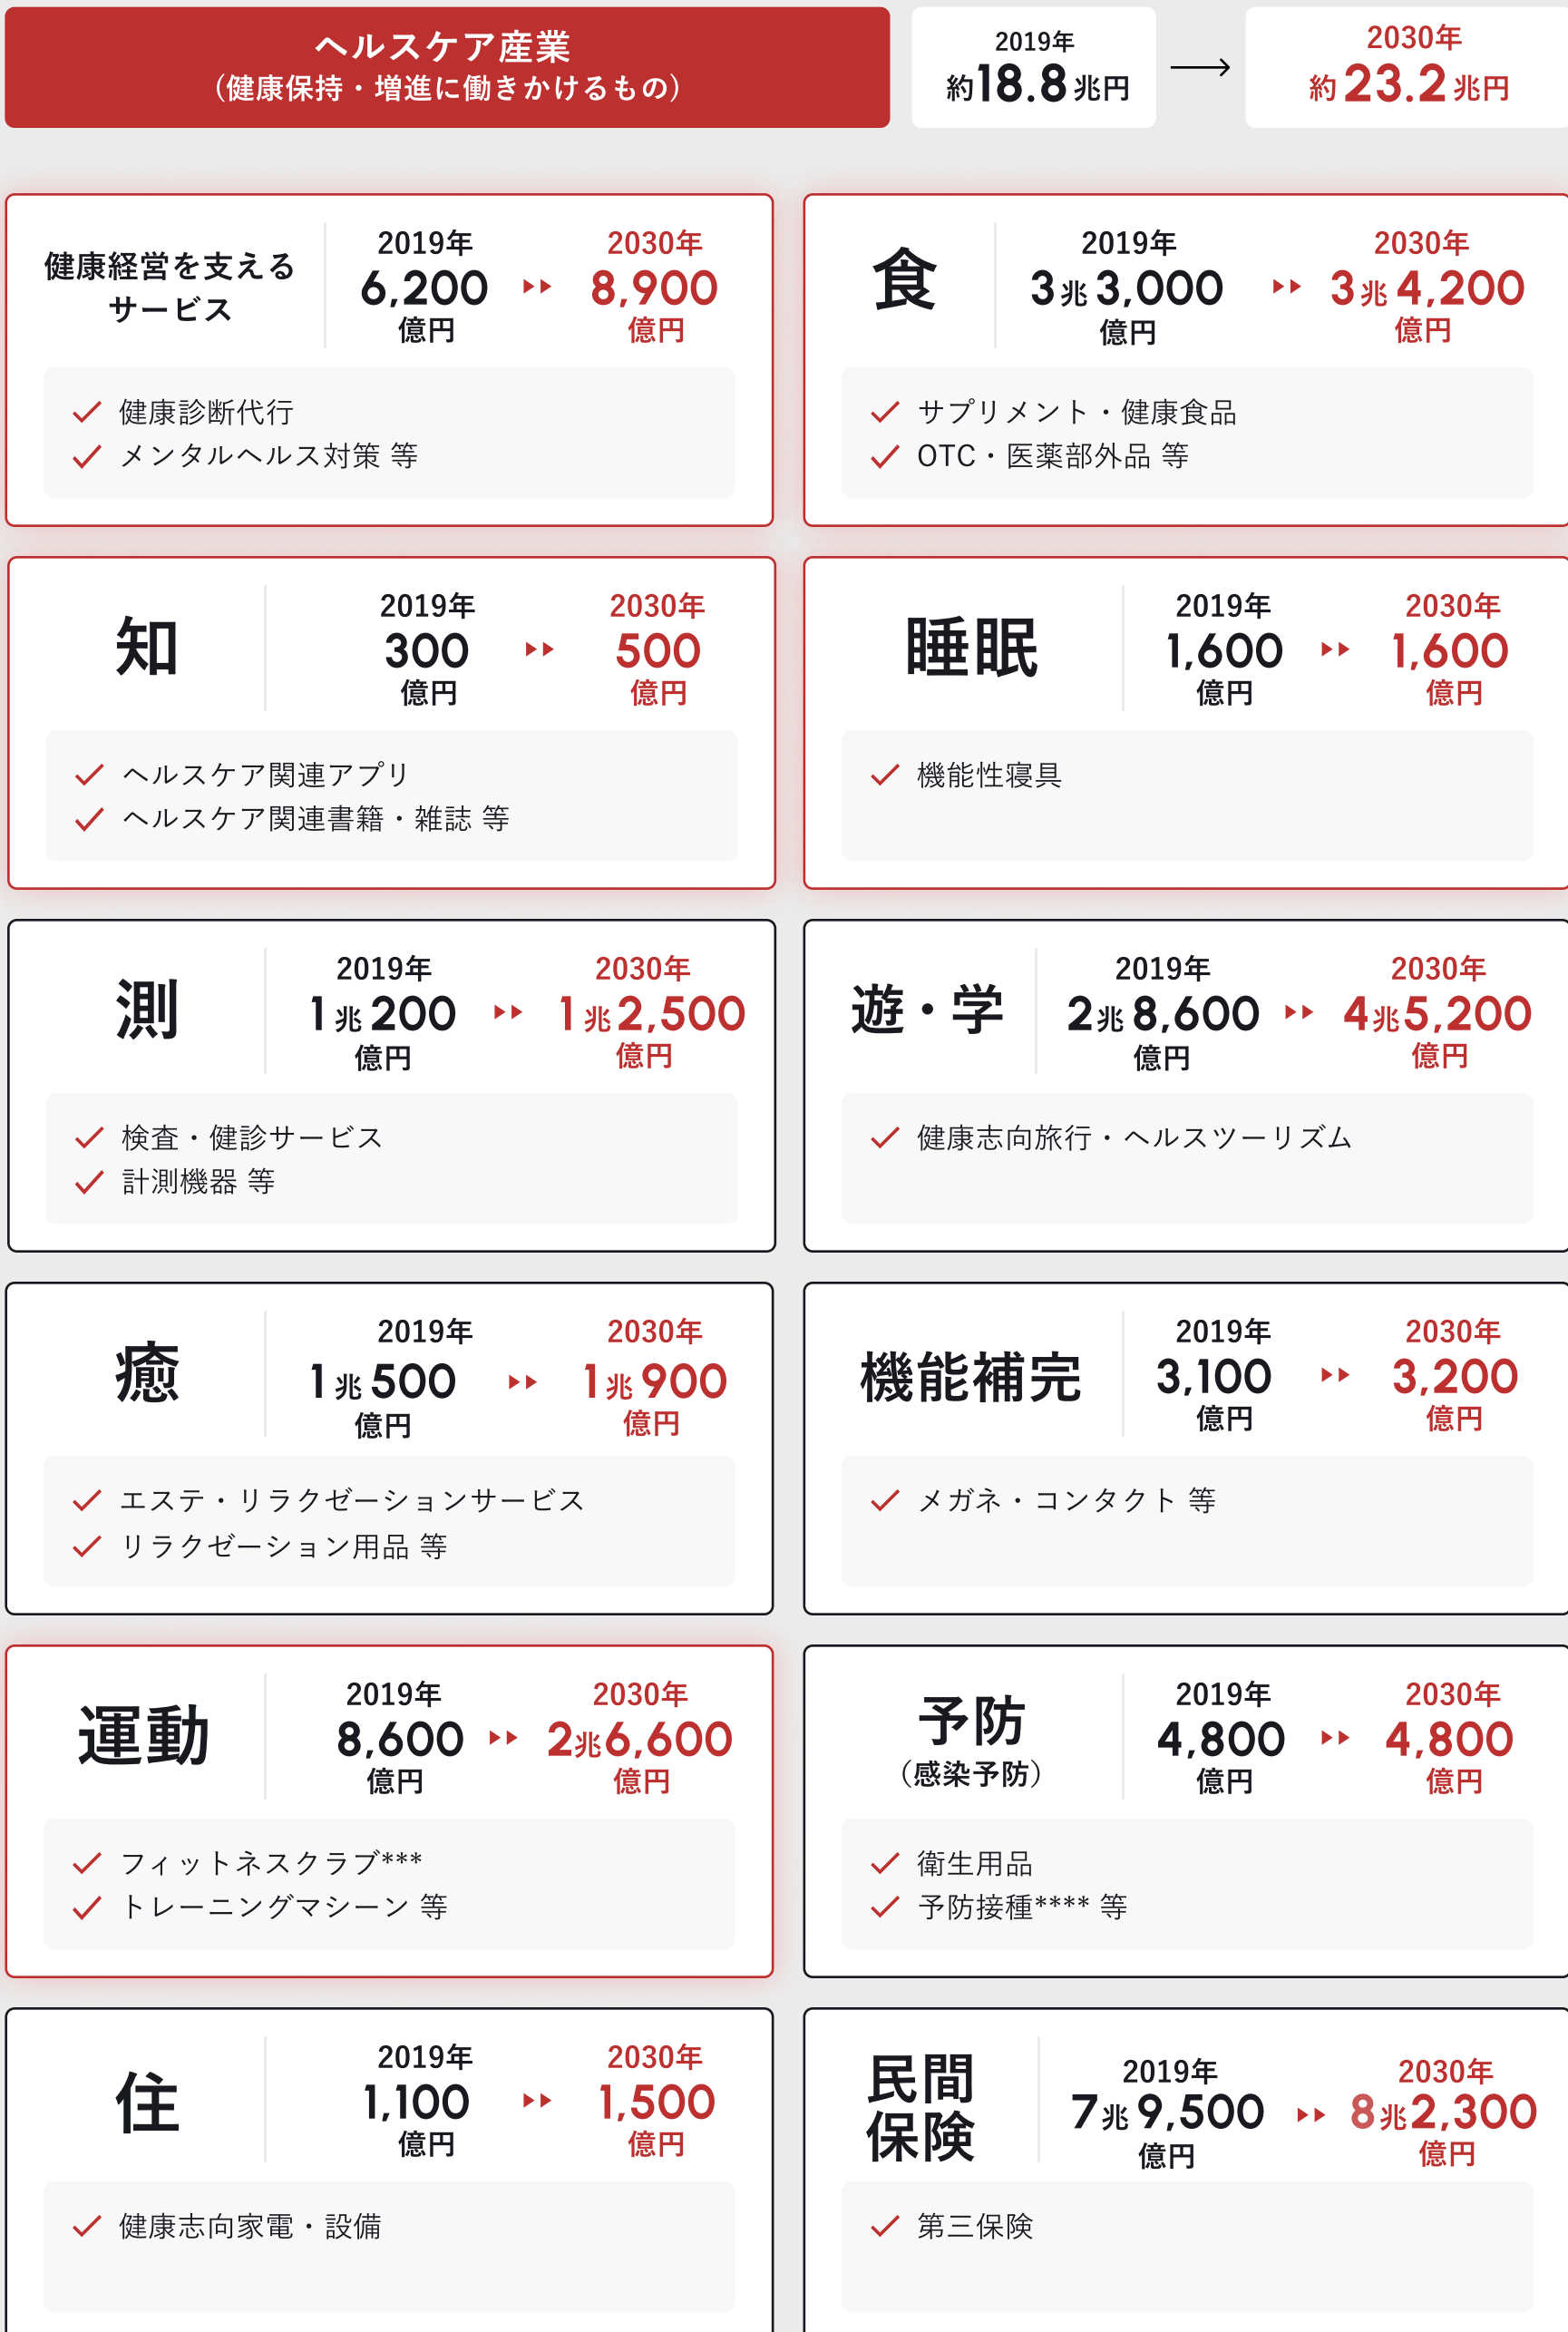 ヘルスケア産業
（健康保持・増進に働きかけるもの）
2019年
約18.8兆円
2030年
約23.2兆円
健康経営を支える
サービス
2019年
6,200
億円
2030年
8,900
億円
健康診断代行
メンタルヘルス対策 等
食
2019年
3兆3,000
億円
2030年
3兆4,200
億円
サプリメント・健康食品
OTC・医薬部外品 等
知
2019年
300
億円
2030年
500
億円
ヘルスケア関連アプリ
ヘルスケア関連書籍・雑誌 等
睡眠
2019年
1,600
億円
2030年
1,600
億円
機能性寝具
測
2019年
1兆200
億円
2030年
1兆2,500
億円
検査・健診サービス
計測機器 等
遊・学
2019年
2兆8,600
億円
2030年
4兆5,200
億円
健康志向旅行・ヘルスツーリズム
癒
2019年
1兆500
億円
2030年
1兆900
億円
エステ・リラクゼーションサービス
リラクゼーション用品 等
機能補完
2019年
3,100
億円
2030年
3,200
億円
メガネ・コンタクト 等
運動
2019年
8,600
億円
2030年
2兆6,600
億円
フィットネスクラブ***
トレーニングマシーン 等
予防
（感染予防）
2019年
4,800
億円
2030年
4,800
億円
衛生用品
予防接種**** 等
住
2019年
1,100
億円
2030年
1,500
億円
健康志向家電・設備
民間
保険
2019年
7兆9,500
億円
2030年
8兆2,300
億円
第三保険